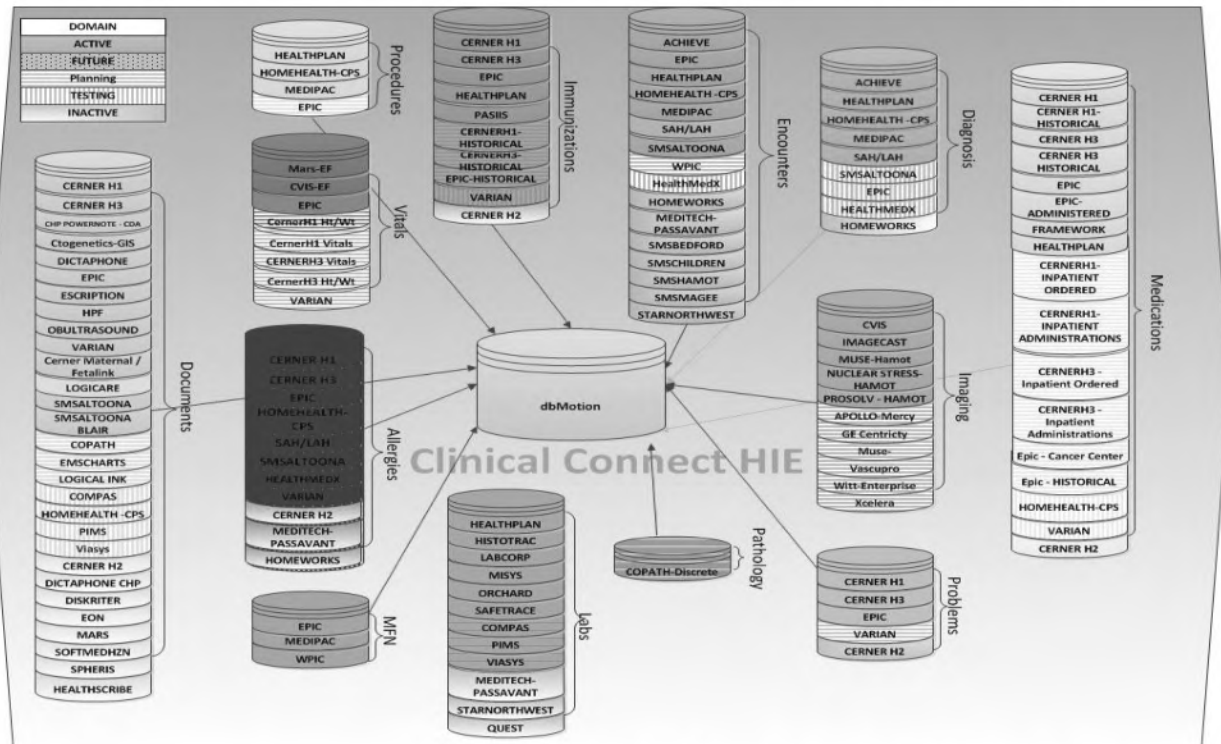 DOMAIN
ACTIVE
FUTURE
Planning
TESTING
INACTIVE
HEALTHPLAN
HOMEHEALTH-CPS
MEDIPAC
EPIC
Procedures
CERNER H1
CERNER H3
EPIC
HEALTHPLAN
PASIIS
CERNERH1-
HISTORICAL
CERNERH3-
HISTORICAL
EPIC-HISTORICAL
VARIAN
CERNER H2
Immunizations
ACHIEVE
EPIC
HEALTHPLAN
HOMEHEALTH -CPS
MEDIPAC
SAH/LAH
SMSALTOONA
WPIC
HealthMedX
HOMEWORKS
MEDITECH-
PASSAVANT
SMSBEDFORD
SMSCHILDREN
SMSHAMOT
SMSMAGEE
STARNORTHWEST
Encounters
ACHIEVE
HEALTHPLAN
HOMEHEALTH -CPS
MEDIPAC
SAH/LAH
SMSALTOONA
EPIC
HEALTHMEDX
HOMEWORKS
Diagnosis
CERNER H1
CERNER H1-
HISTORICAL
CERNER H3
CERNER H3
HISTORICAL
EPIC
EPIC-
ADMINISTERED
FRAMEWORK
HEALTHPLAN
CERNERH1-
INPATIENT
ORDERED
CERNERH1-
INPATIENT
ADMINISTRATIONS
CERNERH3 -
Inpatient Ordered
CERNERH3 -
Inpatient
Administrations
Epic - Cancer Center
Epic - HISTORICAL
HOMEHEALTH-CPS
VARIAN
CERNER H2
Medications
CERNER H1
CERNER H3
CHP POWERNOTE - CDA
Ctogenetics-GIS
DICTAPHONE
EPIC
ESCRIPTION
HPF
OBULTRASOUND
VARIAN
Cerner Maternal /
Fetalink
LOGICARE
SMSALTOONA
SMSALTOONA
BLAIR
COPATH
EMSCHARTS
LOGICAL INK
COMPAS
HOMEHEALTH -CPS
PIMS
Viasys
CERNER H2
DICTAPHONE CHP
DISKRITER
EON
MARS
SOFTMEDHZN
SPHERIS
HEALTHSCRIBE
Documents
Mars-EF
CVIS-EF
EPIC
CernerH1 Ht/Wt
CernerH1 Vitals
CERNERH3 Vitals
CernerH3 Ht/Wt
VARIAN
Vitals
CERNER H1
CERNER H3
EPIC
HOMEHEALTH-
CPS
SAH/LAH
SMSALTOONA
HEALTHMEDX
VARIAN
CERNER H2
MEDITECH-
PASSAVANT
HOMEWORKS
Allergies
dbMotion
Clinical Connect HIE
CVIS
IMAGECAST
MUSE-Hamot
NUCLEAR STRESS-
HAMOT
PROSOLV - HAMOT
APOLLO-Mercy
GE Centricty
Muse-
Vascupro
Witt-Enterprise
Xcelera
Imaging
EPIC
MEDIPAC
WPIC
MFN
HEALTHPLAN
HISTOTRAC
LABCORP
MISYS
ORCHARD
SAFETRACE
COMPAS
PIMS
VIASYS
MEDITECH-
PASSAVANT
STARNORTHWEST
QUEST
Labs
COPATH-Discrete
Pathology
CERNER H1
CERNER H3
EPIC
VARIAN
CERNER H2
Problems